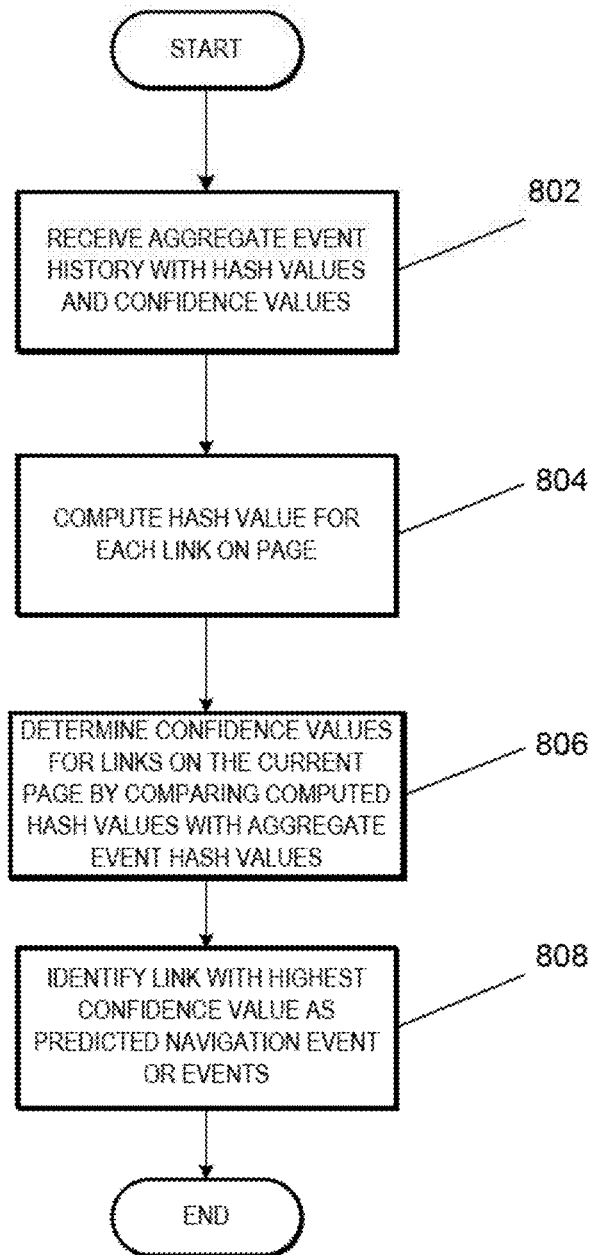 START
802
RECEIVE AGGREGATE EVENT
HISTORY WITH HASH VALUES
AND CONFIDENCE VALUES
804
COMPUTE HASH VALUE FOR
EACH LINK ON PAGE
806
DETERMINE CONFIDENCE VALUES
FOR LINKS ON THE CURRENT
PAGE BY COMPARING COMPUTED
HASH VALUES WITH AGGREGATE
EVENT HASH VALUES
808
IDENTIFY LINK WITH HIGHEST
CONFIDENCE VALUE AS
PREDICTED NAVIGATION EVENT
OR EVENTS
END